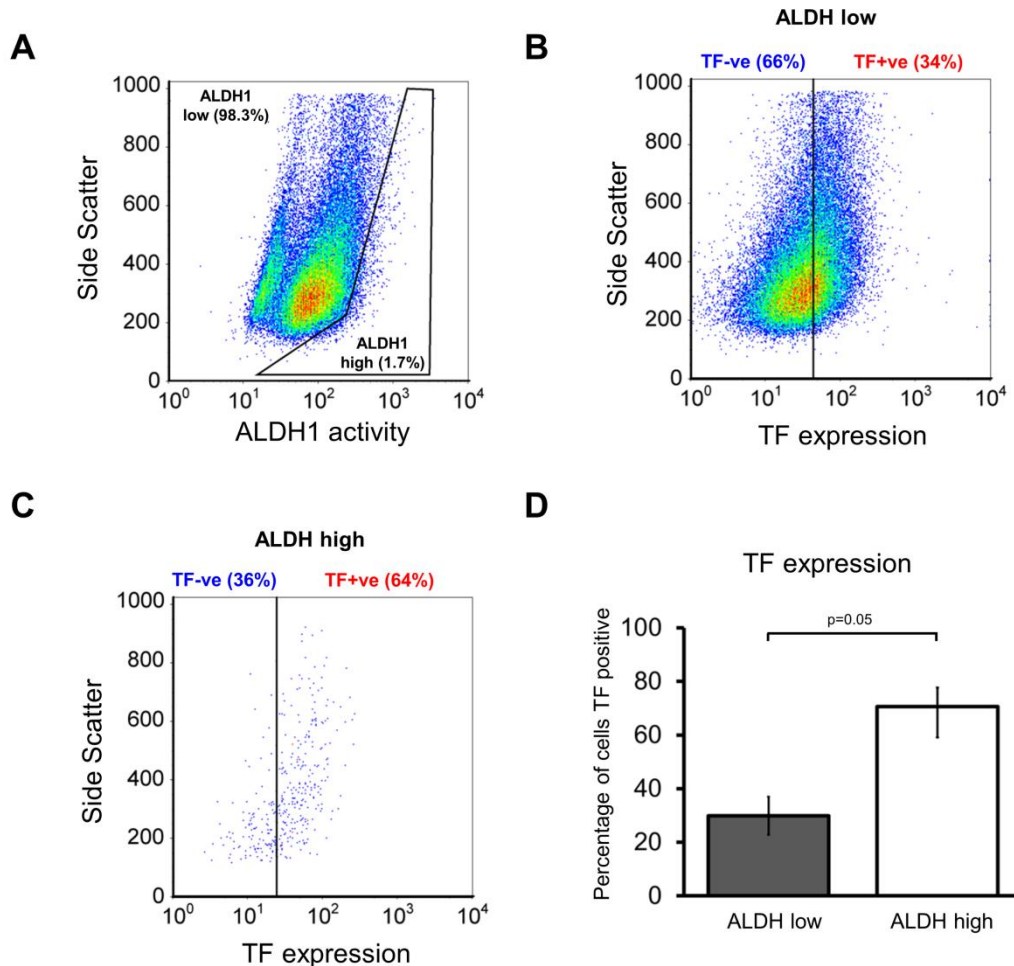 A
1000
800
600
400
200
0
Side Scatter
ALDH1
low (98.3%)
ALDH1
high (1.7%)
10^0 10^1 10^2 10^3 10^4
ALDH1 activity
B
ALDH low
TF-ve (66%) TF+ve (34%)
1000
800
600
400
200
0
Side Scatter
10^0 10^1 10^2 10^3 10^4
TF expression
C
ALDH high
TF-ve (36%) TF+ve (64%)
1000
800
600
400
200
0
Side Scatter
10^0 10^1 10^2 10^3 10^4
TF expression
D
TF expression
p=0.05
100
80
60
40
20
0
Percentage of cells TF positive
ALDH low ALDH high